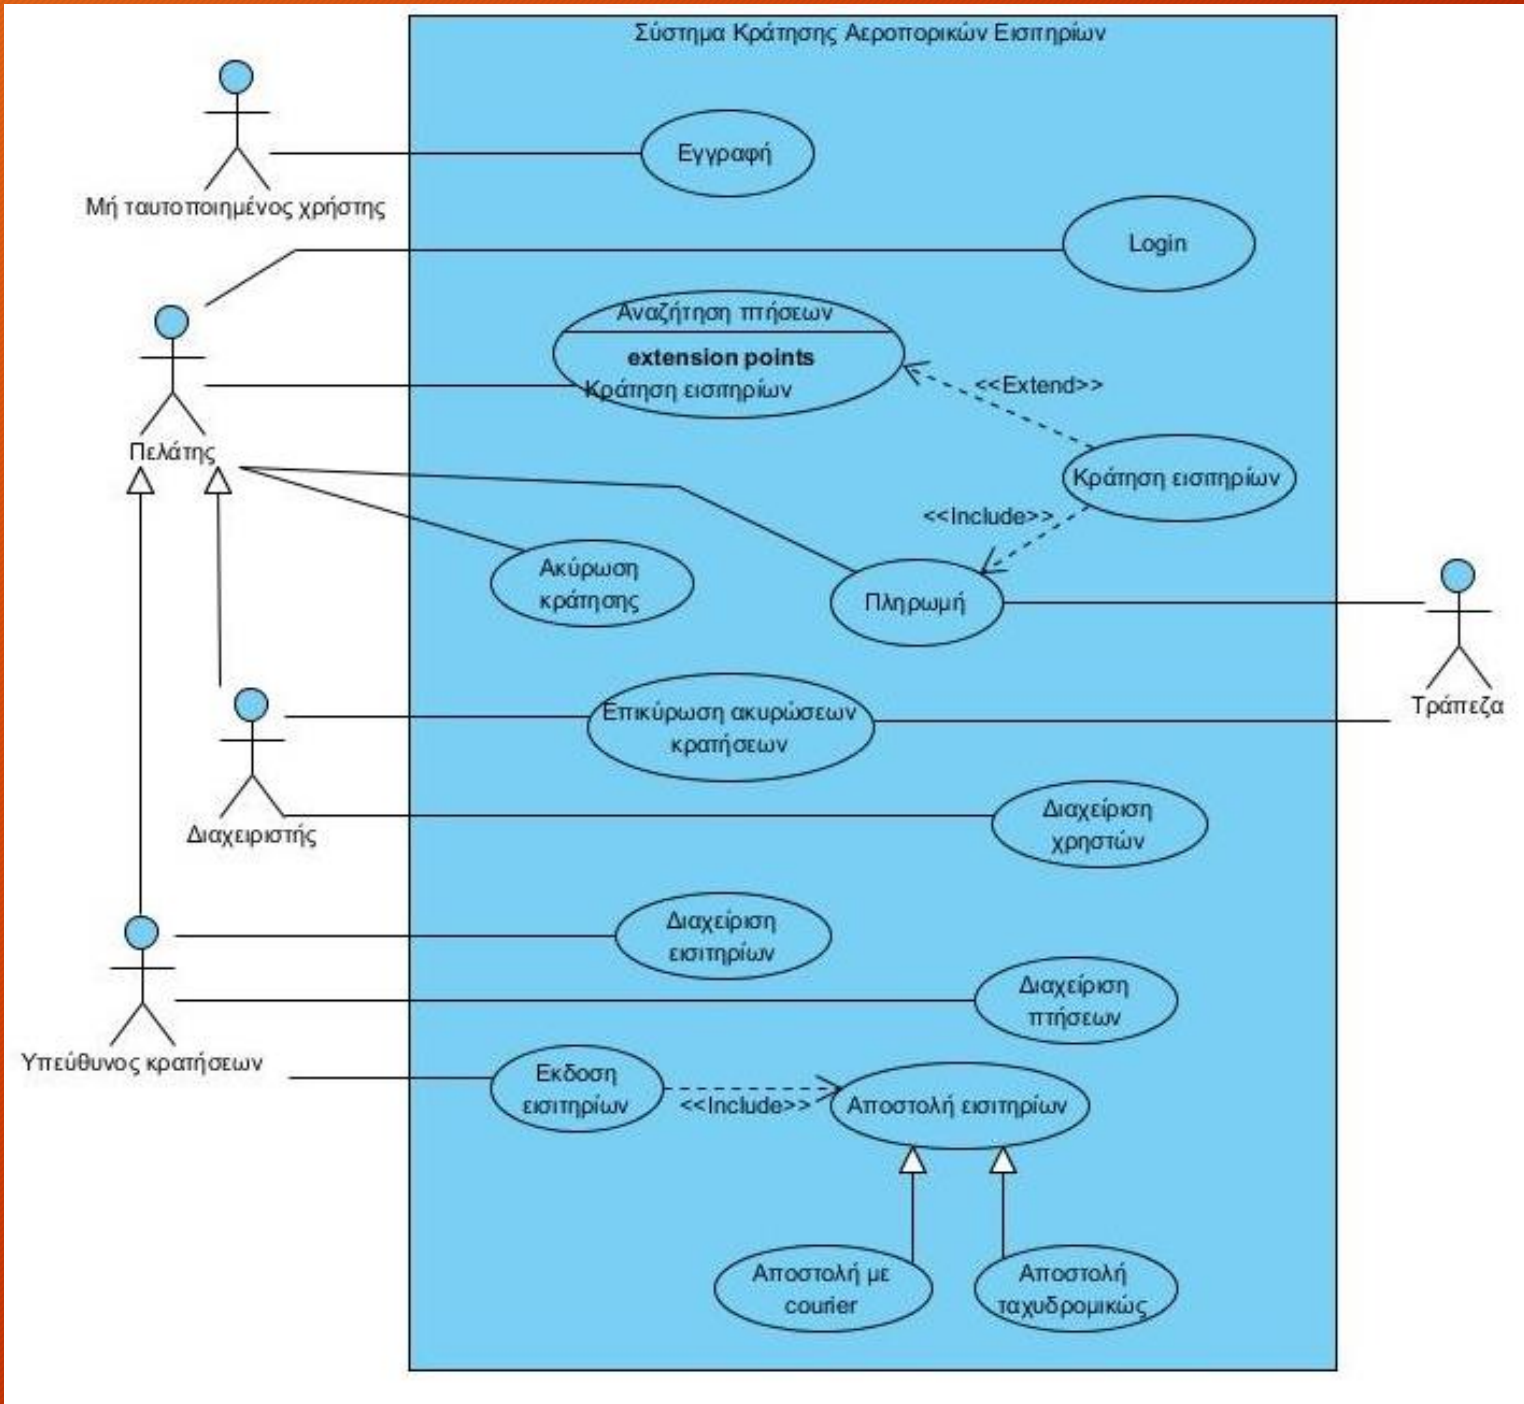 Σύστημα Κράτησης Αεροπορικών Εισιτηρίων
Εγγραφή
Μή ταυτοποιημένος χρήστης
Login
Αναζήτηση πτήσεων
extension points
Κράτηση εισιτηρίων
<<Extend>>
Πελάτης
Κράτηση εισιτηρίων
<<Include>>
Ακύρωση
κράτησης
Πληρωμή
Τράπεζα
Επικύρωση ακυρώσεων
κρατήσεων
Διαχειριστής
Διαχείριση
χρηστών
Διαχείριση
εισιτηρίων
Διαχείριση
πτήσεων
Υπεύθυνος κρατήσεων
Εκδοση
εισιτηρίων
<<Include>>
Αποστολή εισιτηρίων
Αποστολή με
courier
Αποστολή
ταχυδρομικώς